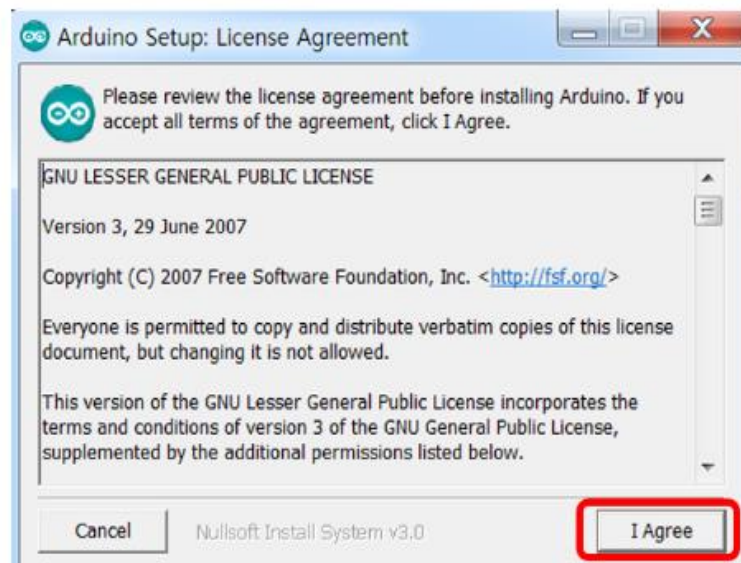 Arduino Setup: License Agreement
Please review the license agreement before installing Arduino. If you
accept all terms of the agreement, click I Agree.
GNU LESSER GENERAL PUBLIC LICENSE
Version 3, 29 June 2007
Copyright (C) 2007 Free Software Foundation, Inc. <http://fsf.org/>
Everyone is permitted to copy and distribute verbatim copies of this license
document, but changing it is not allowed.
This version of the GNU Lesser General Public License incorporates the
terms and conditions of version 3 of the GNU General Public License,
supplemented by the additional permissions listed below.
Cancel
Nullsoft Install System v3.0
I Agree